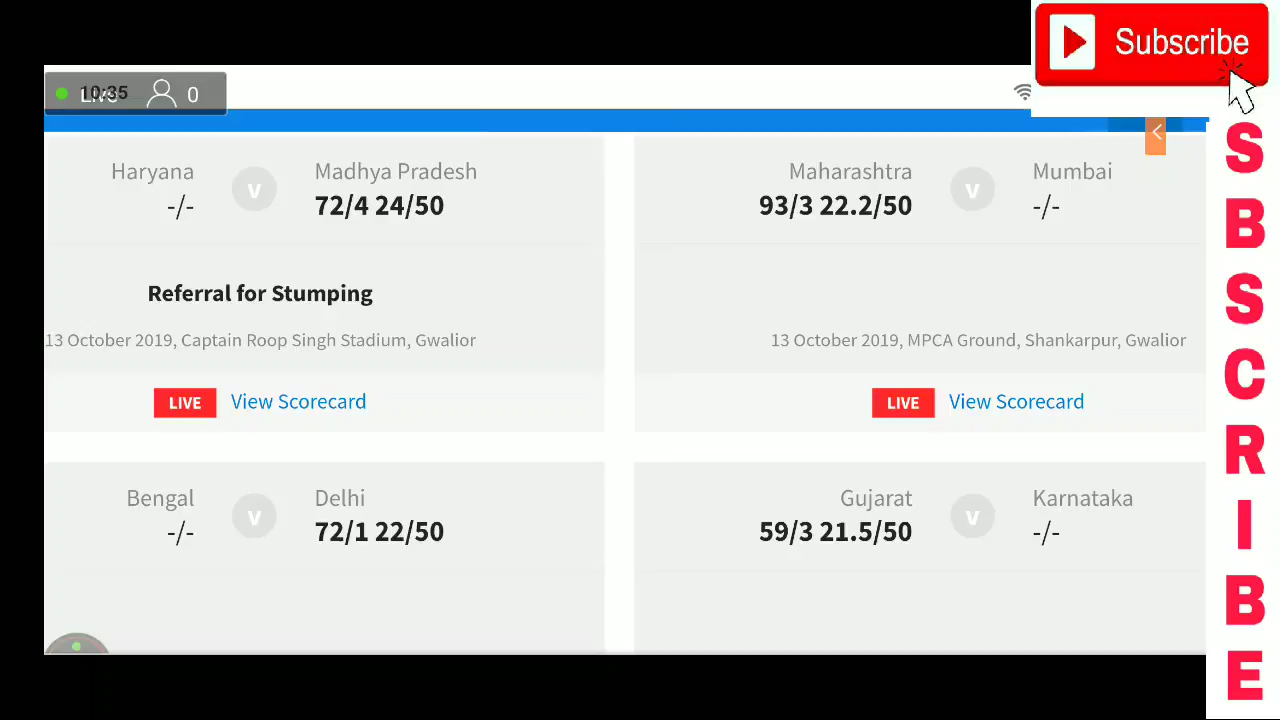 Subscribe
10:35
Live 0
Haryana v Madhya Pradesh
-/- 72/4 24/50
Referral for Stumping
13 October 2019, Captain Roop Singh Stadium, Gwalior
LIVE View Scorecard
Maharashtra v Mumbai
93/3 22.2/50 -/-
13 October 2019, MPCA Ground, Shankarpur, Gwalior
LIVE View Scorecard
Bengal v Delhi
-/- 72/1 22/50
Gujarat v Karnataka
59/3 21.5/50 -/-
S
B
S
C
R
I
B
E